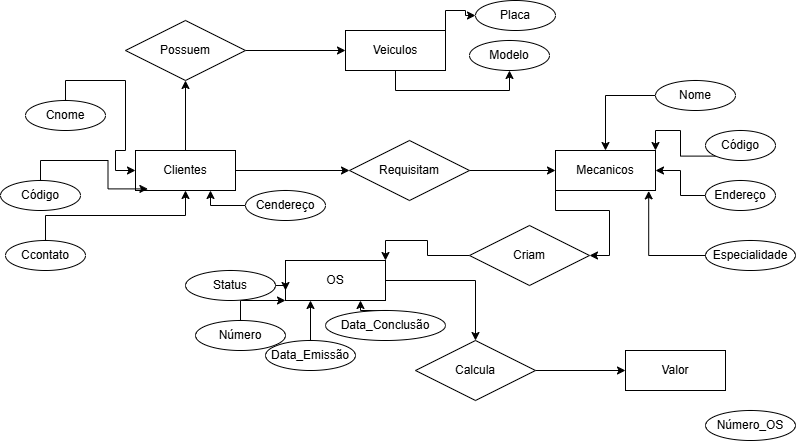 Placa
Possuem
Veiculos
Modelo
Nome
Cnome
Código
Clientes
Requisitam
Mecanicos
Código
Endereço
Cendereço
Ccontato
Criam
Especialidade
Status
OS
Número
Data_Conclusão
Data_Emissão
Calcula
Valor
Número_OS